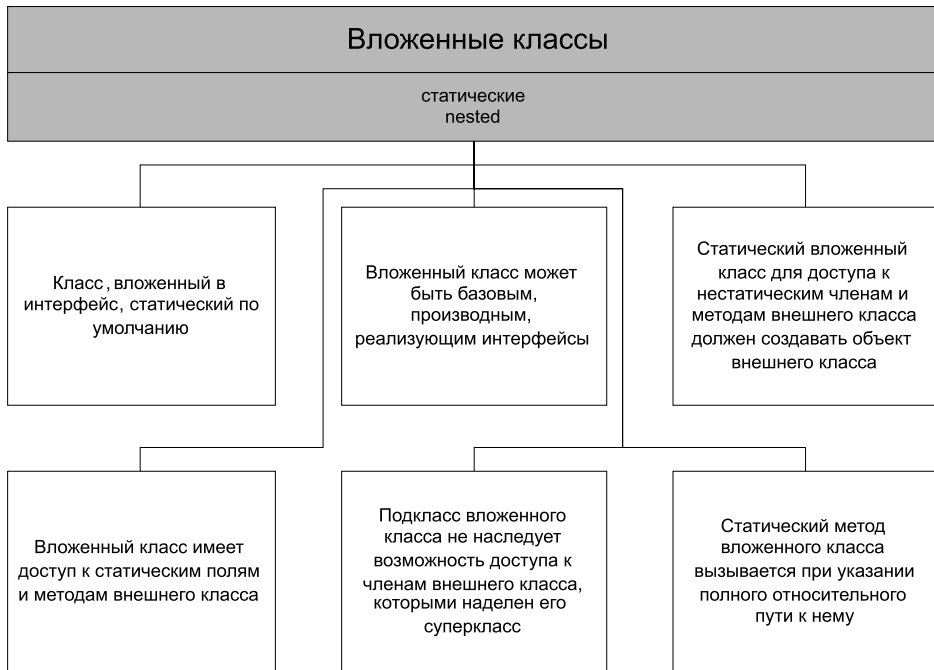 Вложенные классы
статические
nested
Класс, вложенный в
интерфейс, статический по
умолчанию
Вложенный класс может
быть базовым,
производным,
реализующим интерфейсы
Статический вложенный
класс для доступа к
нестатическим членам и
методам внешнего класса
должен создавать объект
внешнего класса
Вложенный класс имеет
доступ к статическим полям
и методам внешнего класса
Подкласс вложенного
класса не наследует
возможность доступа к
членам внешнего класса,
которыми наделен его
суперкласс
Статический метод
вложенного класса
вызывается при указании
полного относительного
пути к нему